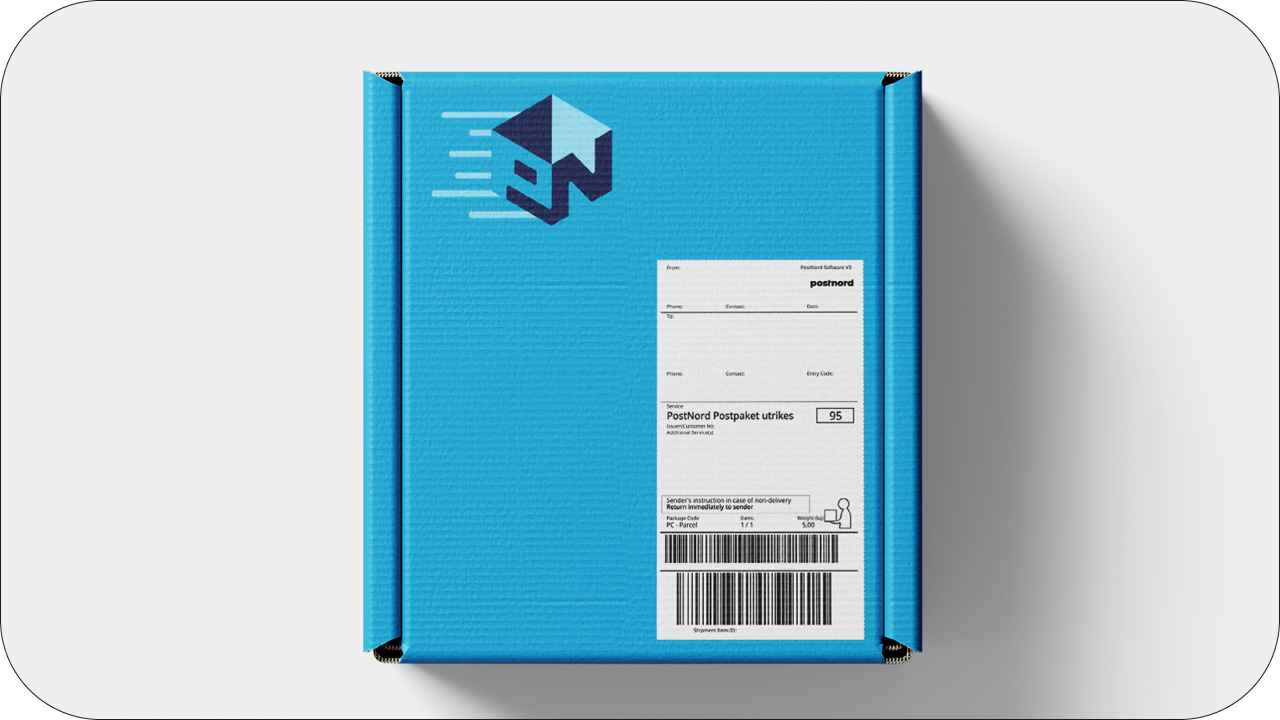 From: PostNord Software V3
postnord
Phone: Contact: Date:
To:
Phone: Contact: Entry Code:
Service
PostNord Postpaket utrikes 95
Issuer/Customer No:
Additional Service(s)
Sender's instruction in case of non-delivery
Return immediately to sender
Package Code Items Weight (kg)
PC - Parcel 1 / 1 5,00
Shipment Item-ID: